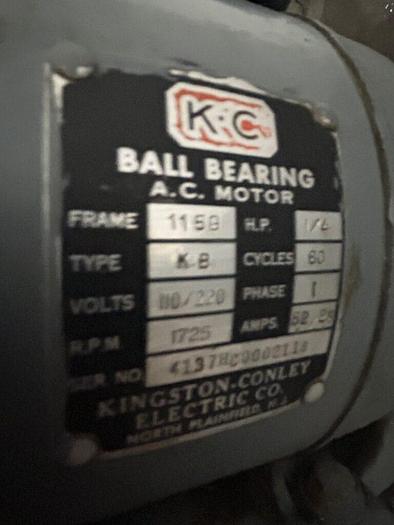 K·C
BALL BEARING
A.C. MOTOR
FRAME 115B H.P. 1/4
TYPE KB CYCLES 60
VOLTS 110/220 PHASE 1
R.P.M. 1725 AMPS.
SER. NO.
KINGSTON-CONLEY
ELECTRIC CO.
NORTH PLAINFIELD, N.J.